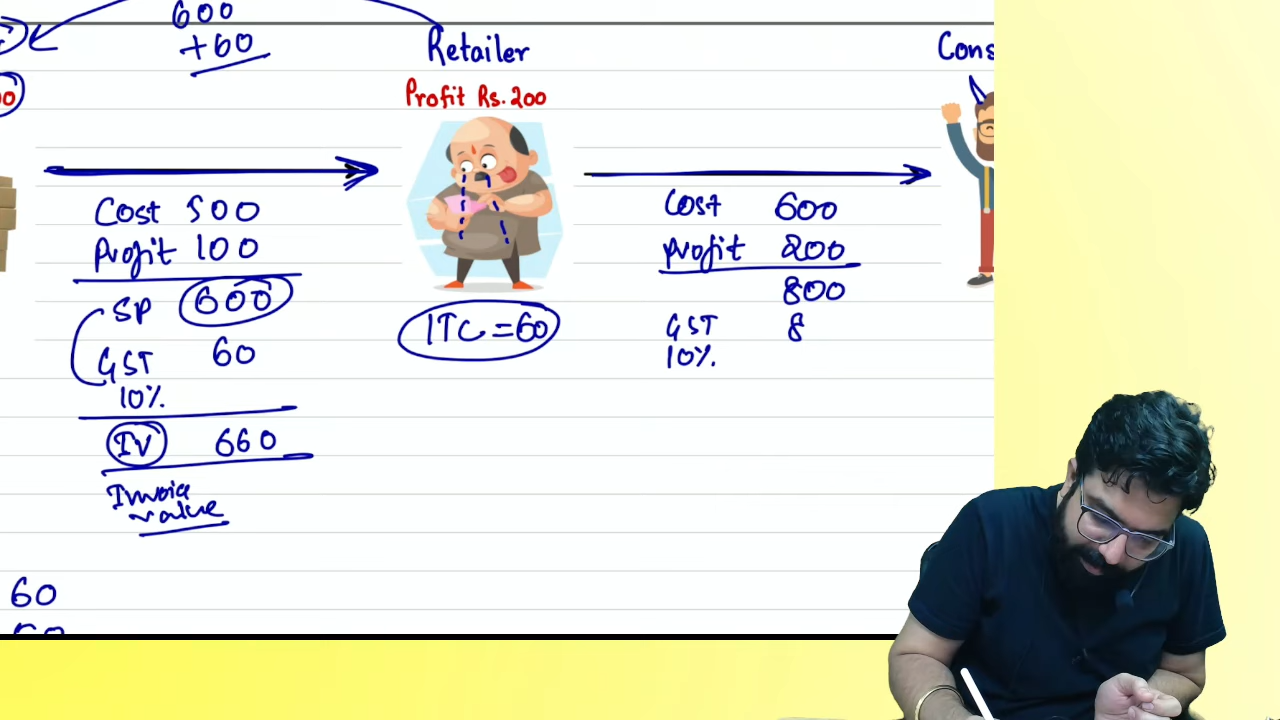 600
+60
Retailer
Cons
Profit Rs. 200
Cost 500
Profit 100
SP 600
GST 60
10%
IV 660
Invoice
value
ITC = 60
Cost 600
Profit 200
800
GST 8
10%.
60